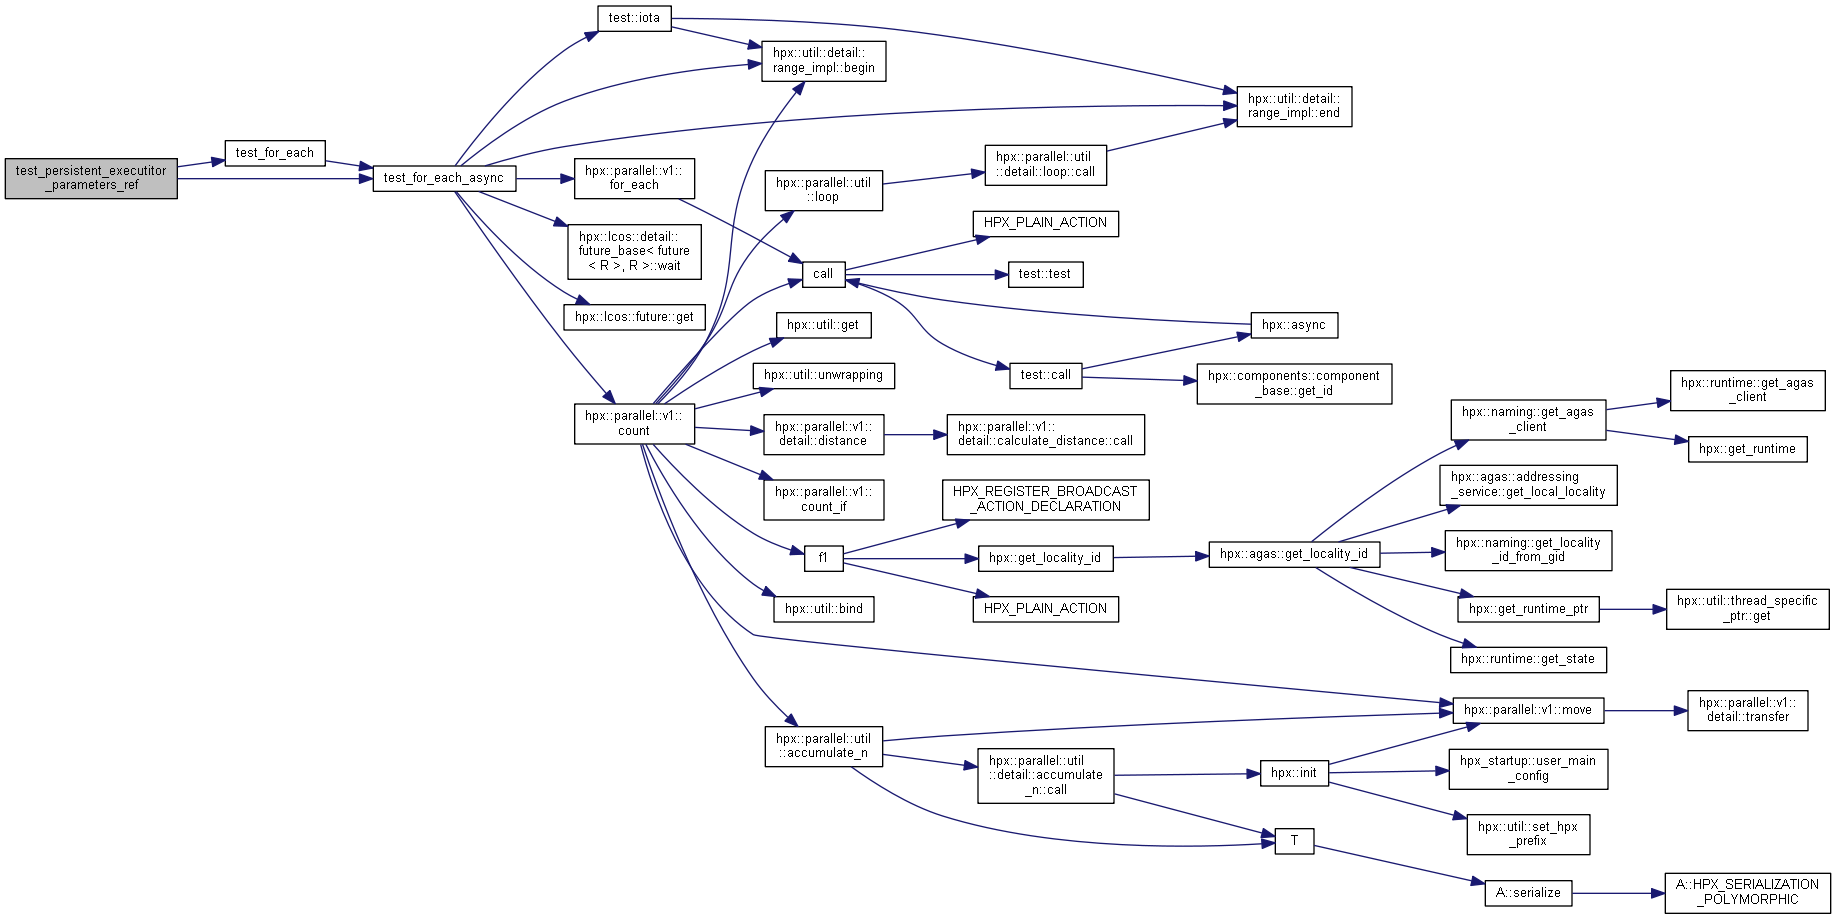 test_persistent_executitor
_parameters_ref
test_for_each
test_for_each_async
test::iota
hpx::util::detail::
range_impl::begin
hpx::util::detail::
range_impl::end
hpx::parallel::v1::
for_each
hpx::lcos::detail::
future_base< future
< R >, R >::wait
hpx::lcos::future::get
hpx::parallel::v1::
count
hpx::parallel::util
::loop
hpx::parallel::util
::detail::loop::call
call
HPX_PLAIN_ACTION
test::test
test::call
hpx::async
hpx::components::component
_base::get_id
hpx::util::get
hpx::util::unwrapping
hpx::parallel::v1::
detail::distance
hpx::parallel::v1::
detail::calculate_distance::call
hpx::parallel::v1::
count_if
f1
HPX_REGISTER_BROADCAST
_ACTION_DECLARATION
hpx::get_locality_id
HPX_PLAIN_ACTION
hpx::agas::get_locality_id
hpx::naming::get_agas
_client
hpx::runtime::get_agas
_client
hpx::get_runtime
hpx::agas::addressing
_service::get_local_locality
hpx::naming::get_locality
_id_from_gid
hpx::get_runtime_ptr
hpx::util::thread_specific
_ptr::get
hpx::runtime::get_state
hpx::util::bind
hpx::parallel::v1::move
hpx::parallel::v1::
detail::transfer
hpx::parallel::util
::accumulate_n
hpx::parallel::util
::detail::accumulate
_n::call
hpx::init
hpx_startup::user_main
_config
hpx::util::set_hpx
_prefix
T
A::serialize
A::HPX_SERIALIZATION
_POLYMORPHIC